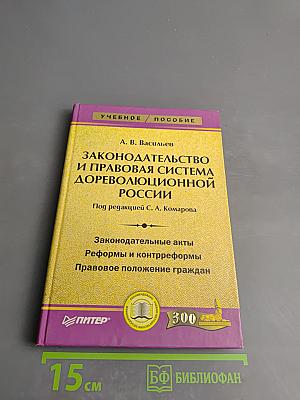 УЧЕБНОЕ / ПОСОБИЕ
А. В. Васильев
ЗАКОНОДАТЕЛЬСТВО
И ПРАВОВАЯ СИСТЕМА
ДОРЕВОЛЮЦИОННОЙ
РОССИИ
Под редакцией С. А. Комарова
Законодательные акты
Реформы и контрреформы
Правовое положение граждан
ПИТЕР
300
15 см
БФ БИБЛИОФАН